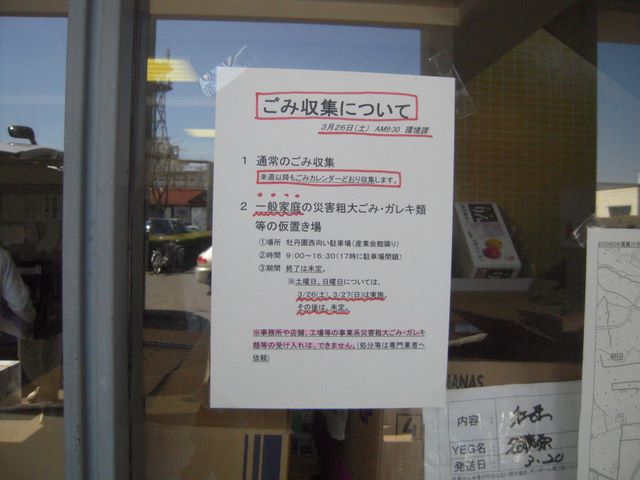 ごみ収集について
3月26日(土) AM9:30 環境課
1 通常のごみ収集
来週以降もごみカレンダーどおり収集します。
2 一般家庭の災害粗大ごみ・ガレキ類
等の仮置き場
①場所 牡丹園西向い駐車場(産業会館隣り)
②時間 9:00~16:30(17時に駐車場閉鎖)
③期間 終了は未定。
※土曜日、日曜日については、
3/26(土)、3/27(日)は実施。
その後は、未定。
※事務所や店舗、工場等の事業系災害粗大ごみ・ガレキ
類等の受け入れは、できません。(処分等は専門業者へ
依頼)
NANAS
内容:
YEG名
発送日: 3.20